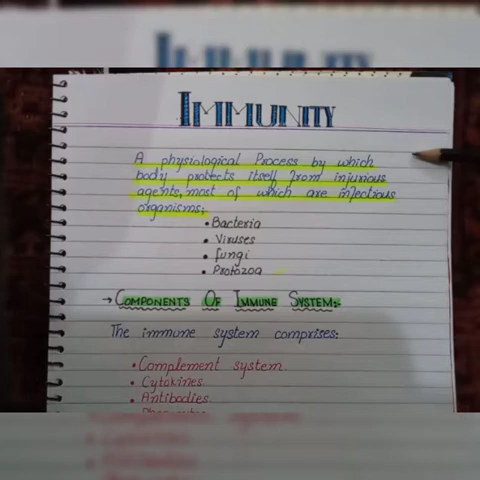 IMMUNITY
A physiological Process by which
body protects itself from injurious
agents, most of which are infectious
organisms:-
• Bacteria
• Viruses
• fungi
• Protozoa
→ COMPONENTS OF IMMUNE SYSTEM:-
The immune system comprises:
• Complement system
• Cytokines
• Antibodies